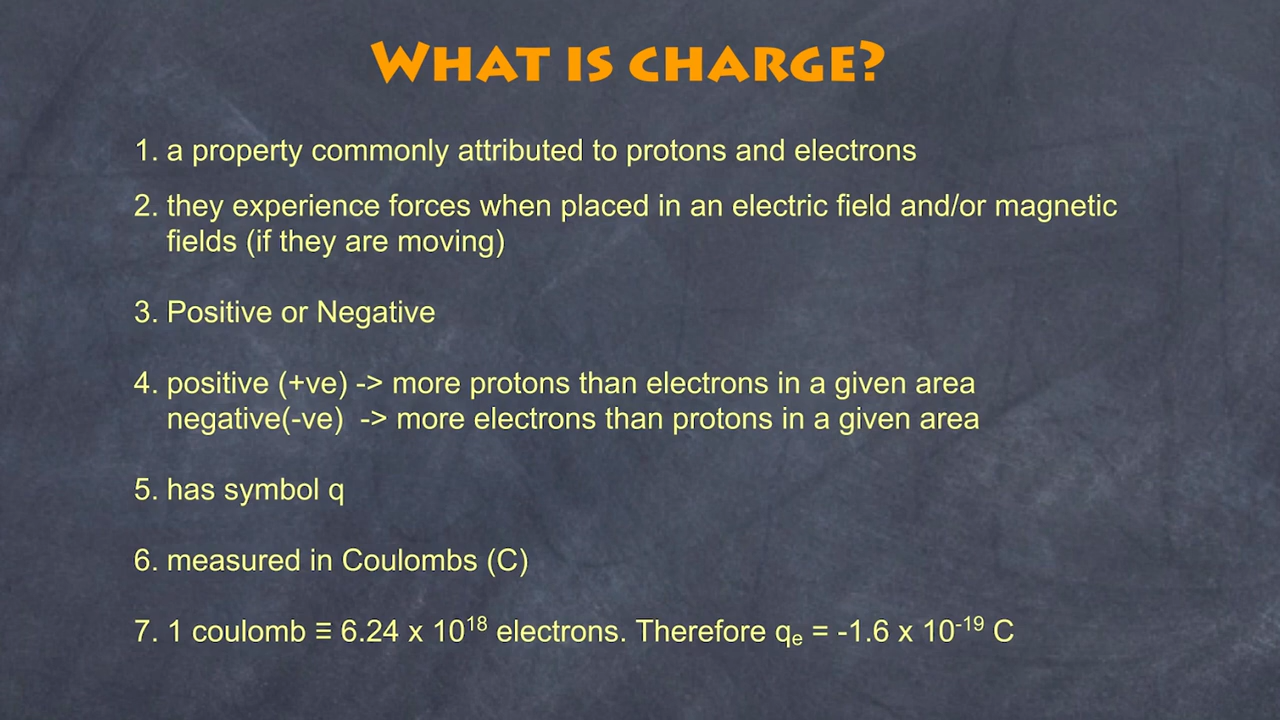 WHAT IS CHARGE?
1. a property commonly attributed to protons and electrons
2. they experience forces when placed in an electric field and/or magnetic
fields (if they are moving)
3. Positive or Negative
4. positive (+ve) -> more protons than electrons in a given area
negative(-ve) -> more electrons than protons in a given area
5. has symbol q
6. measured in Coulombs (C)
7. 1 coulomb ≡ 6.24 x 10¹⁸ electrons. Therefore qₑ = -1.6 x 10⁻¹⁹ C